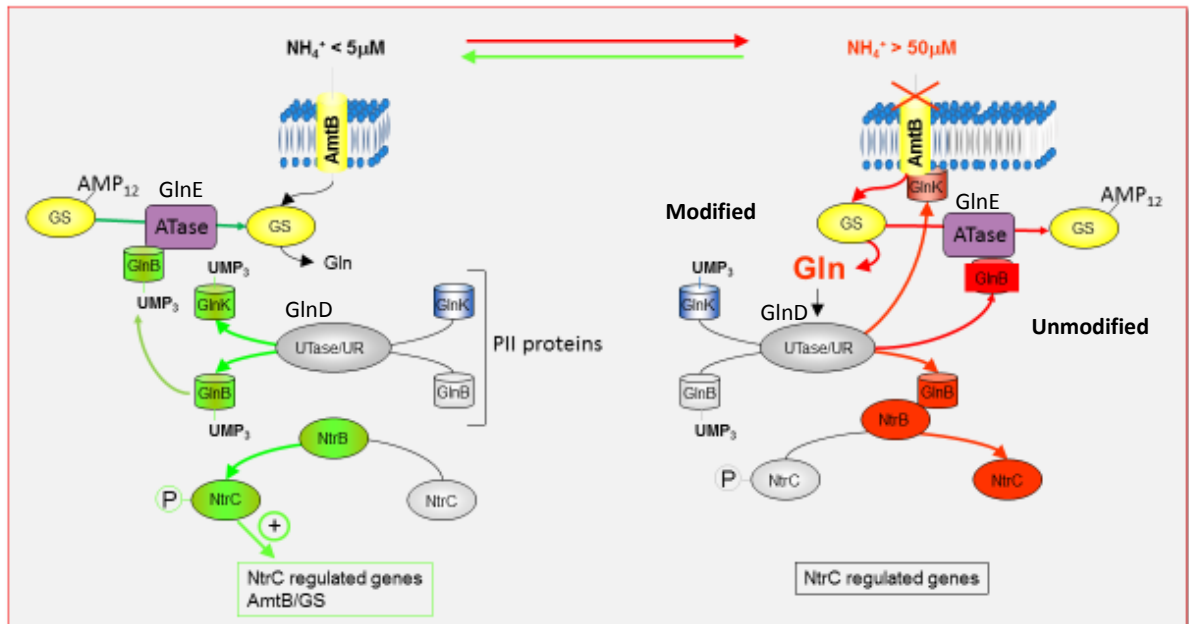 NH₄⁺ < 5µM
AmtB
AMP₁₂
GlnE
GS
ATase
GS
GlnB
UMP₃
Gln
UMP₃
GlnK
GlnD
UTase/UR
GlnK
GlnB
PII proteins
GlnB
UMP₃
NtrB
P
NtrC
NtrC
+
NtrC regulated genes
AmtB/GS
NH₄⁺ > 50µM
AmtB
GlnK
Modified
GS
GlnE
ATase
AMP₁₂
GS
GlnB
Gln
UMP₃
GlnK
GlnD
UTase/UR
Unmodified
GlnB
UMP₃
GlnB
NtrB
P
NtrC
NtrC
NtrC regulated genes